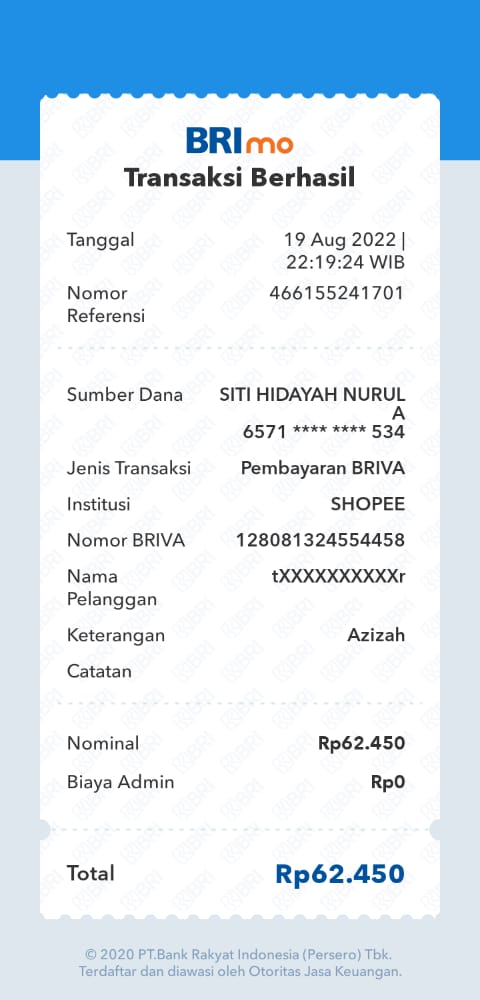 BRImo
Transaksi Berhasil
Tanggal 19 Aug 2022 |
22:19:24 WIB
Nomor Referensi 466155241701
Sumber Dana SITI HIDAYAH NURUL
A
6571 **** **** 534
Jenis Transaksi Pembayaran BRIVA
Institusi SHOPEE
Nomor BRIVA 128081324554458
Nama Pelanggan tXXXXXXXXXXr
Keterangan Azizah
Catatan
Nominal Rp62.450
Biaya Admin Rp0
Total Rp62.450
© 2020 PT.Bank Rakyat Indonesia (Persero) Tbk.
Terdaftar dan diawasi oleh Otoritas Jasa Keuangan.